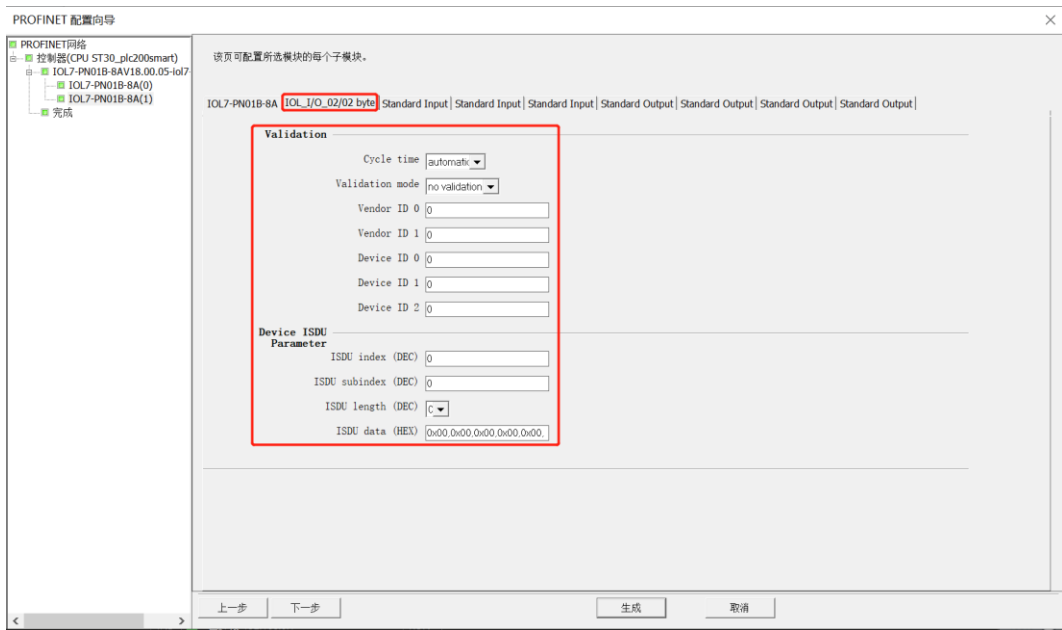 PROFINET 配置向导
PROFINET网络
控制器(CPU ST30_plc200smart)
IOL7-PN01B-8AV18.00.05-iol7-
IOL7-PN01B-8A(0)
IOL7-PN01B-8A(1)
完成
该页可配置所选模块的每个子模块。
IOL7-PN01B-8A IOL_I/O_02/02 byte Standard Input Standard Input Standard Input Standard Output Standard Output Standard Output Standard Output
Validation
Cycle time automatic
Validation mode no validation
Vendor ID 0 0
Vendor ID 1 0
Device ID 0 0
Device ID 1 0
Device ID 2 0
Device ISDU
Parameter
ISDU index (DEC) 0
ISDU subindex (DEC) 0
ISDU length (DEC)
ISDU data (HEX) 0x00,0x00,0x00,0x00,0x00,
上一步 下一步 生成 取消